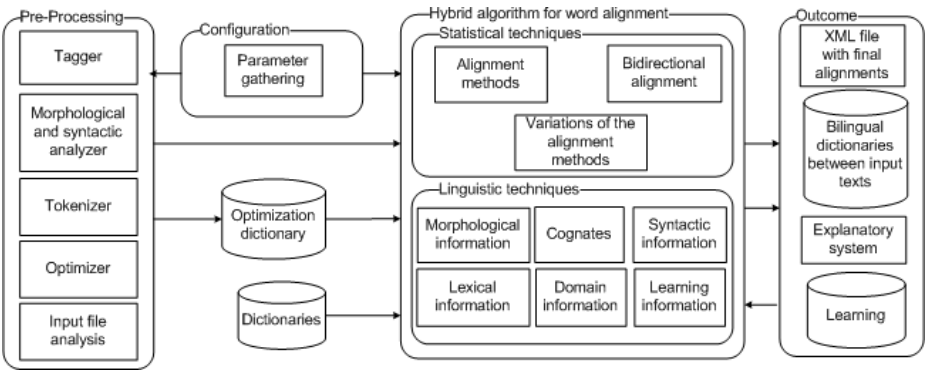 Pre-Processing
Tagger
Morphological
and syntactic
analyzer
Tokenizer
Optimizer
Input file
analysis
Configuration
Parameter
gathering
Optimization
dictionary
Dictionaries
Hybrid algorithm for word alignment
Statistical techniques
Alignment
methods
Bidirectional
alignment
Variations of the
alignment
methods
Linguistic techniques
Morphological
information
Cognates
Syntactic
information
Lexical
information
Domain
information
Learning
information
Outcome
XML file
with final
alignments
Bilingual
dictionaries
between input
texts
Explanatory
system
Learning